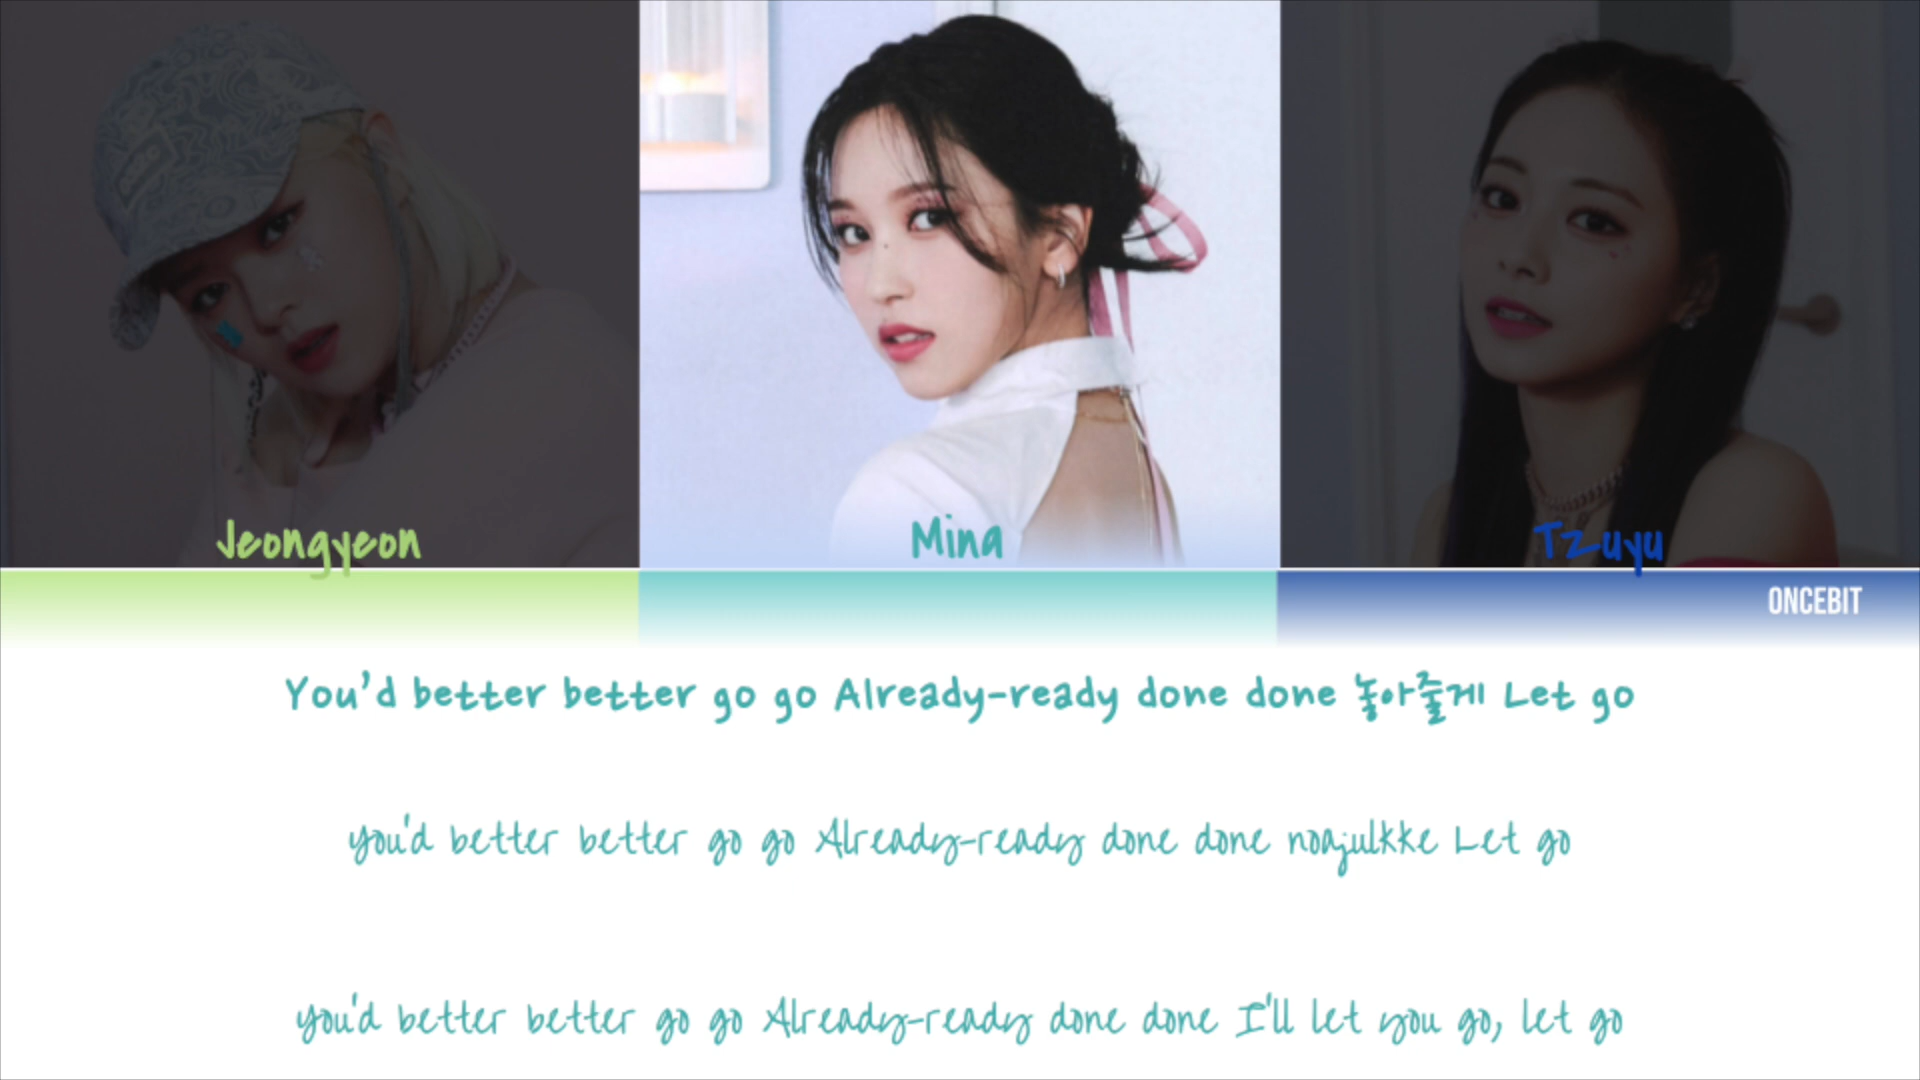 Jeongyeon
Mina
Tzuyu
ONCEBIT
You'd better better go go Already-ready done done 놓아줄게 Let go
You'd better better go go Already-ready done done noajulkke Let go
You'd better better go go Already-ready done done I'll let you go, let go